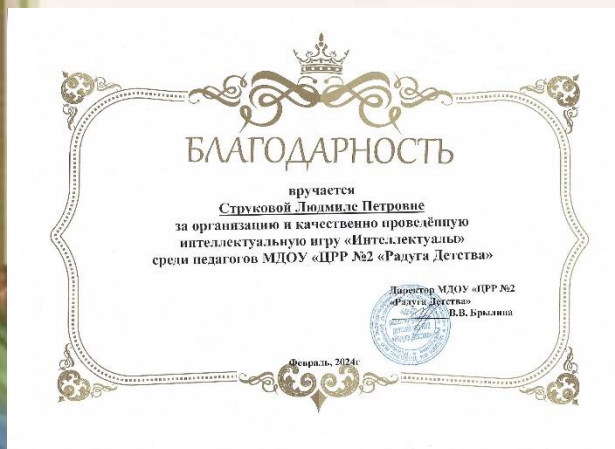 БЛАГОДАРНОСТЬ
вручается
Струковой Людмиле Петровне
за организацию и качественно проведённую
интеллектуальную игру «Интеллектуалы»
среди педагогов МДОУ «ЦРР №2 «Радуга Детства»
Директор МДОУ «ЦРР №2
«Радуга Детства»
В.В. Брылина
Февраль, 2024г